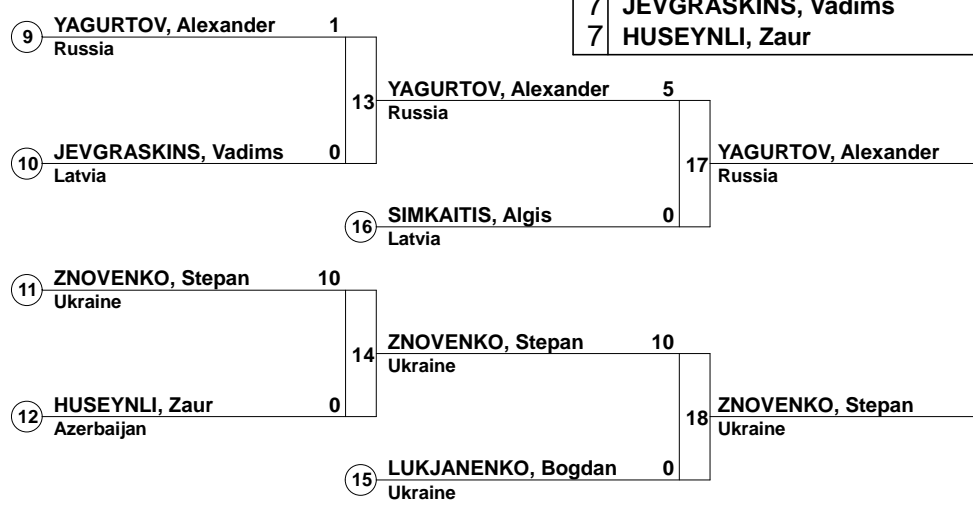 7 JEVGRASKINS, Vadims
7 HUSEYNLI, Zaur
9 YAGURTOV, Alexander 1
Russia
13 YAGURTOV, Alexander 5
Russia
10 JEVGRASKINS, Vadims 0
Latvia
17 YAGURTOV, Alexander
Russia
16 SIMKAITIS, Algis 0
Latvia
11 ZNOVENKO, Stepan 10
Ukraine
14 ZNOVENKO, Stepan 10
Ukraine
12 HUSEYNLI, Zaur 0
Azerbaijan
18 ZNOVENKO, Stepan
Ukraine
15 LUKJANENKO, Bogdan 0
Ukraine